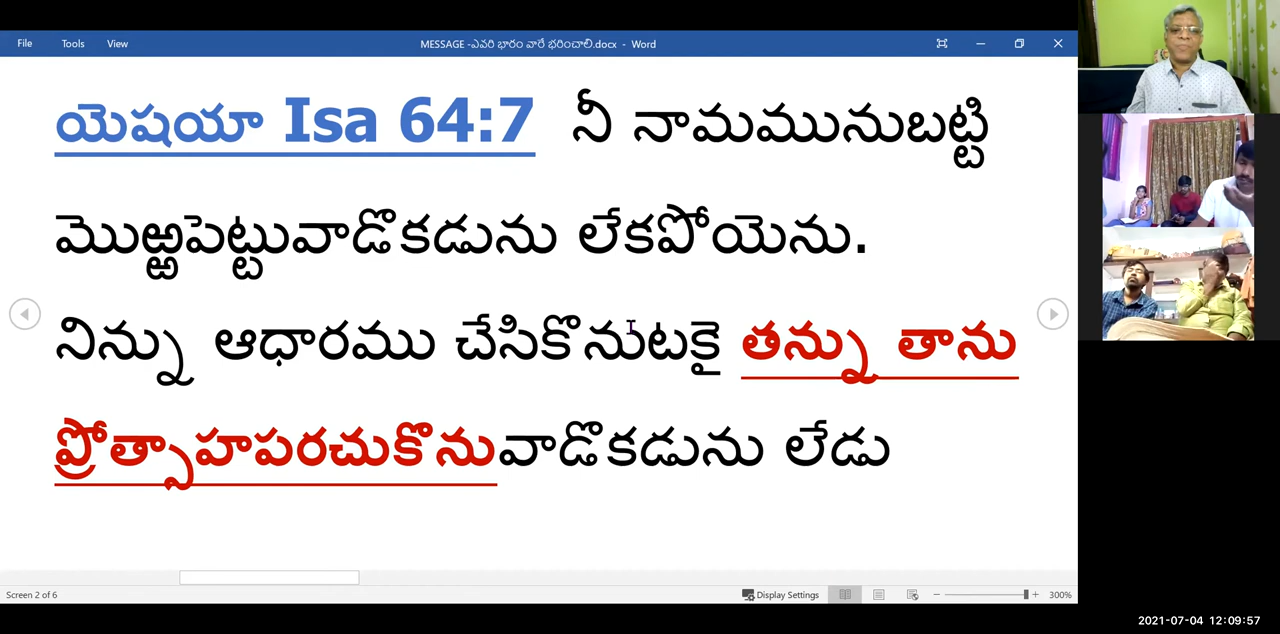 File Tools View MESSAGE -ఎవరి భారం వారే భరించాలి.docx - Word
యెషయా Isa 64:7 నీ నామమునుబట్టి
మొఱ్ఱపెట్టువాడొకడును లేకపోయెను.
నిన్ను ఆధారము చేసికొనుటకై తన్ను తాను
ప్రోత్సాహపరచుకొనువాడొకడును లేడు
Screen 2 of 6 Display Settings 300%
2021-07-04 12:09:57